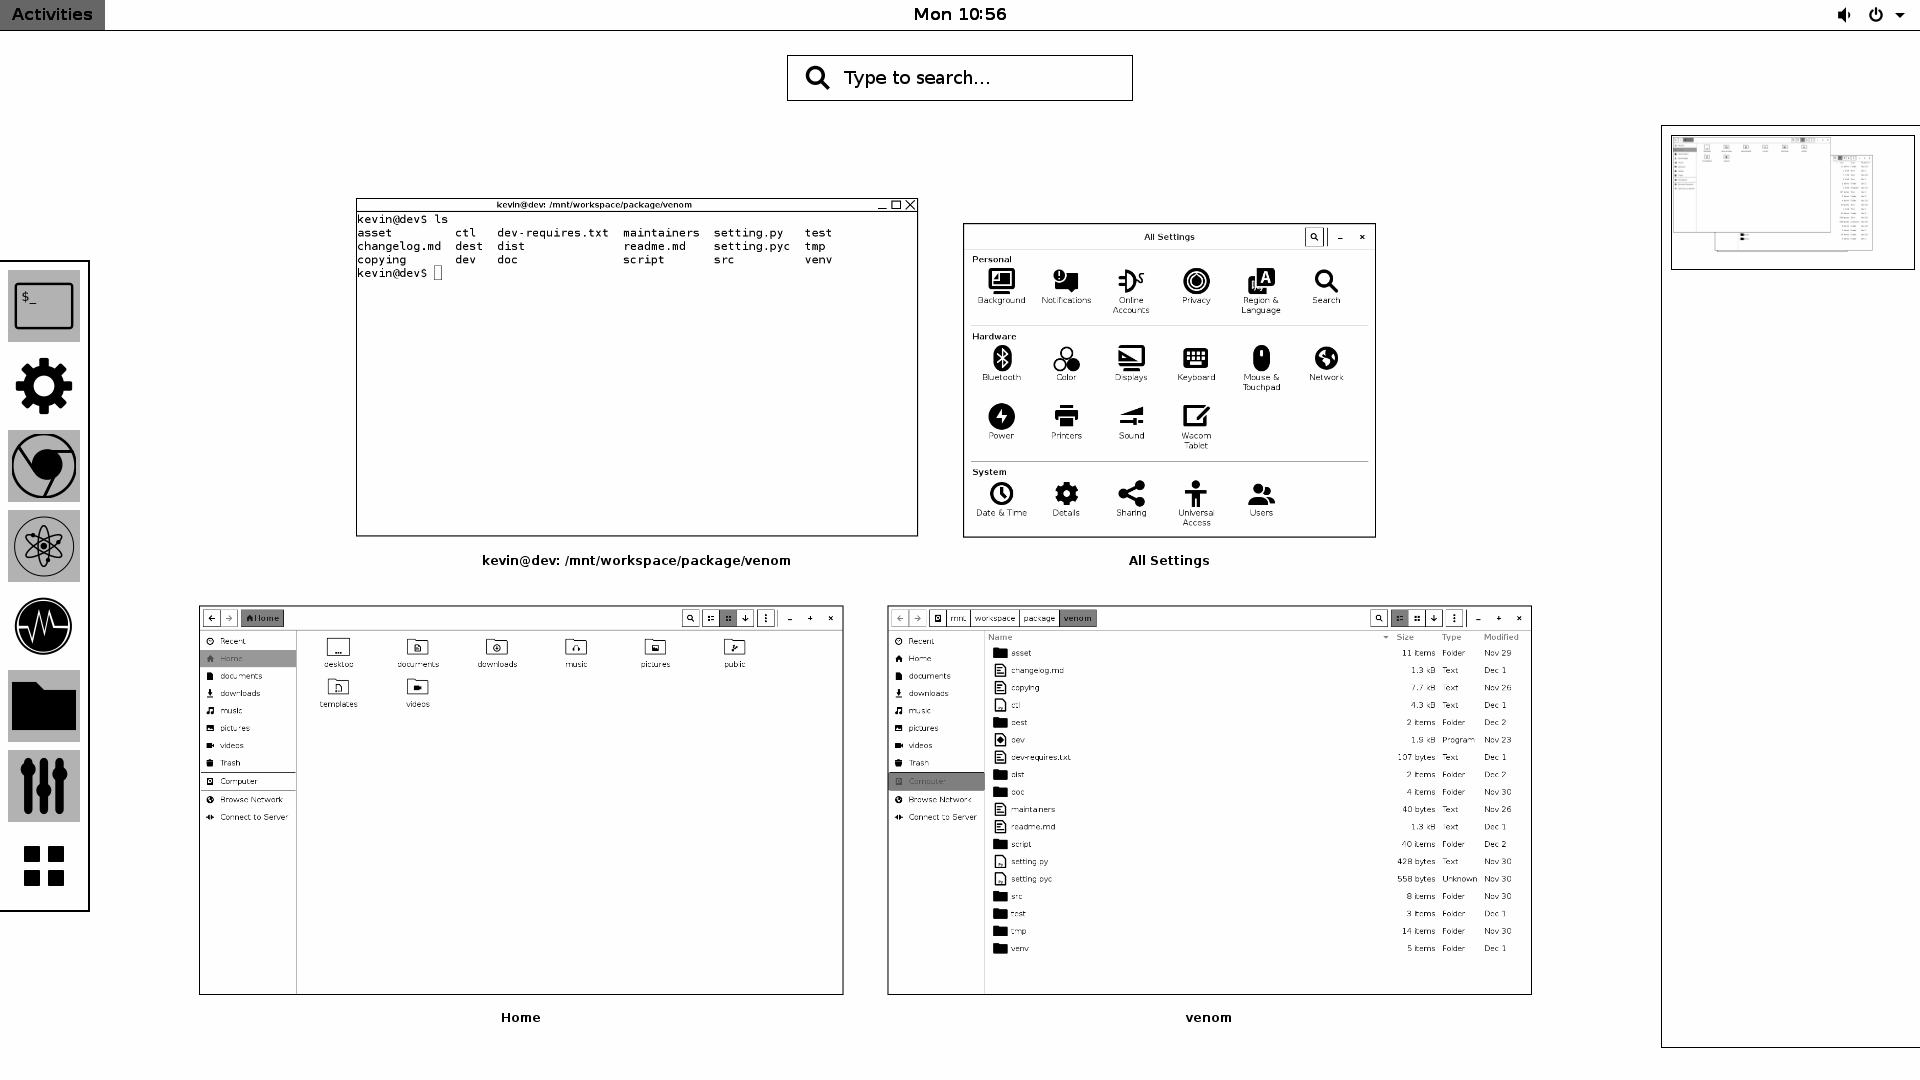 Activities
Mon 10:56
Type to search...
kevin@dev: /mnt/workspace/package/venom
kevin@dev$ ls
asset ctl dev-requires.txt maintainers setting.py test
changelog.md dest dist readme.md setting.pyc tmp
copying dev doc script src venv
kevin@dev$
$_
kevin@dev: /mnt/workspace/package/venom
All Settings
Personal
Background Notifications Online Accounts Privacy Region & Language Search
Hardware
Bluetooth Color Displays Keyboard Mouse & Touchpad Network
Power Printers Sound Wacom Tablet
System
Date & Time Details Sharing Universal Access Users
All Settings
Home
Recent
Home
documents
downloads
music
pictures
videos
Trash
Computer
Browse Network
Connect to Server
desktop documents downloads music pictures public
templates videos
Home
mnt workspace package venom
Recent
Home
documents
downloads
music
pictures
videos
Trash
Computer
Browse Network
Connect to Server
Name Size Type Modified
asset 11 items Folder Nov 29
changelog.md 1.3 kB Text Dec 1
copying 7.7 kB Text Nov 26
ctl 4.3 kB Text Dec 1
dest 2 items Folder Dec 2
dev 1.9 kB Program Nov 23
dev-requires.txt 107 bytes Text Dec 1
dist 2 items Folder Dec 2
doc 4 items Folder Nov 30
maintainers 40 bytes Text Nov 26
readme.md 1.3 kB Text Dec 1
script 40 items Folder Dec 2
setting.py 428 bytes Text Nov 30
setting.pyc 558 bytes Unknown Nov 30
src 8 items Folder Nov 30
test 3 items Folder Dec 1
tmp 14 items Folder Nov 30
venv 5 items Folder Dec 1
venom